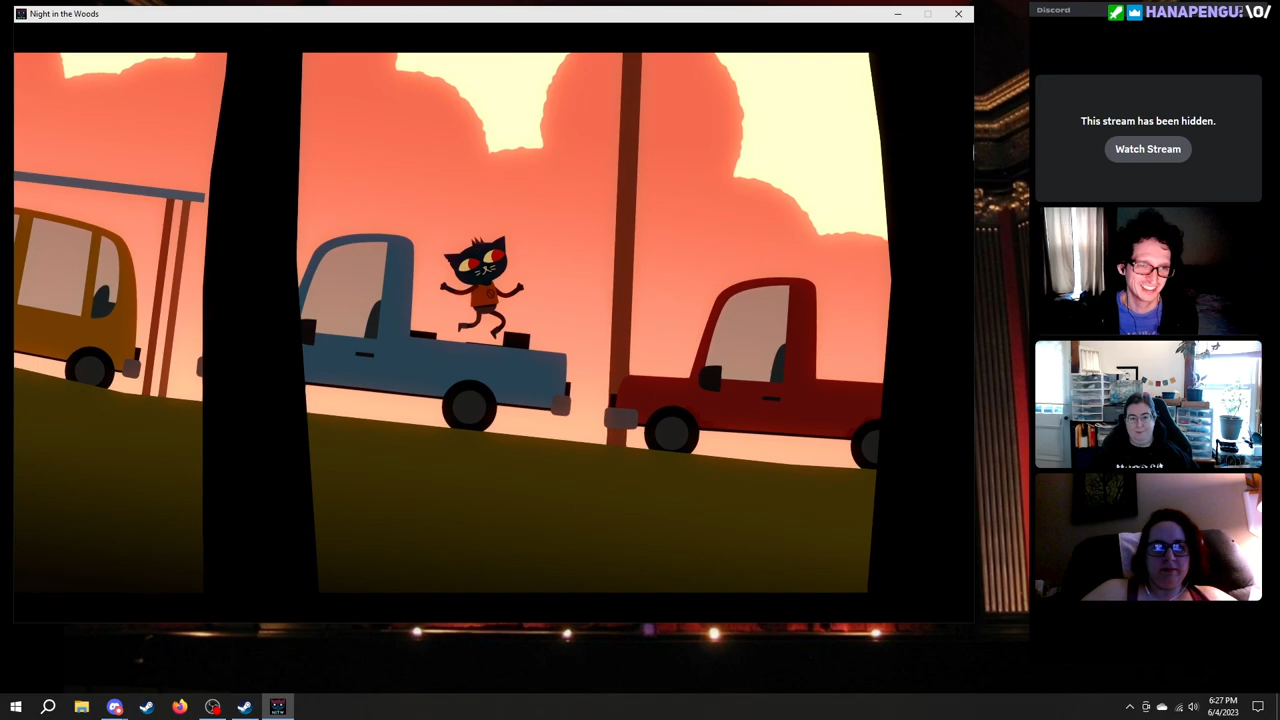 Night in the Woods
Discord
HANAPENGU! \O/
This stream has been hidden.
Watch Stream
6:27 PM
6/4/2023